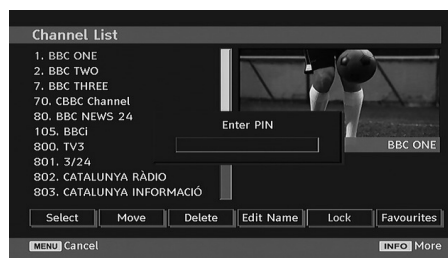 Channel List
1. BBC ONE
2. BBC TWO
7. BBC THREE
70. CBBC Channel
80. BBC NEWS 24
105. BBCi
800. TV3
801. 3/24
802. CATALUNYA RÀDIO
803. CATALUNYA INFORMACIÓ
Enter PIN
BBC ONE
Select Move Delete Edit Name Lock Favourites
MENU Cancel INFO More